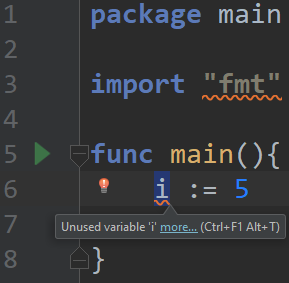 1 package main
2
3 import "fmt"
4
5 func main(){
6 i := 5
7 Unused variable 'i' more... (Ctrl+F1 Alt+T)
8 }